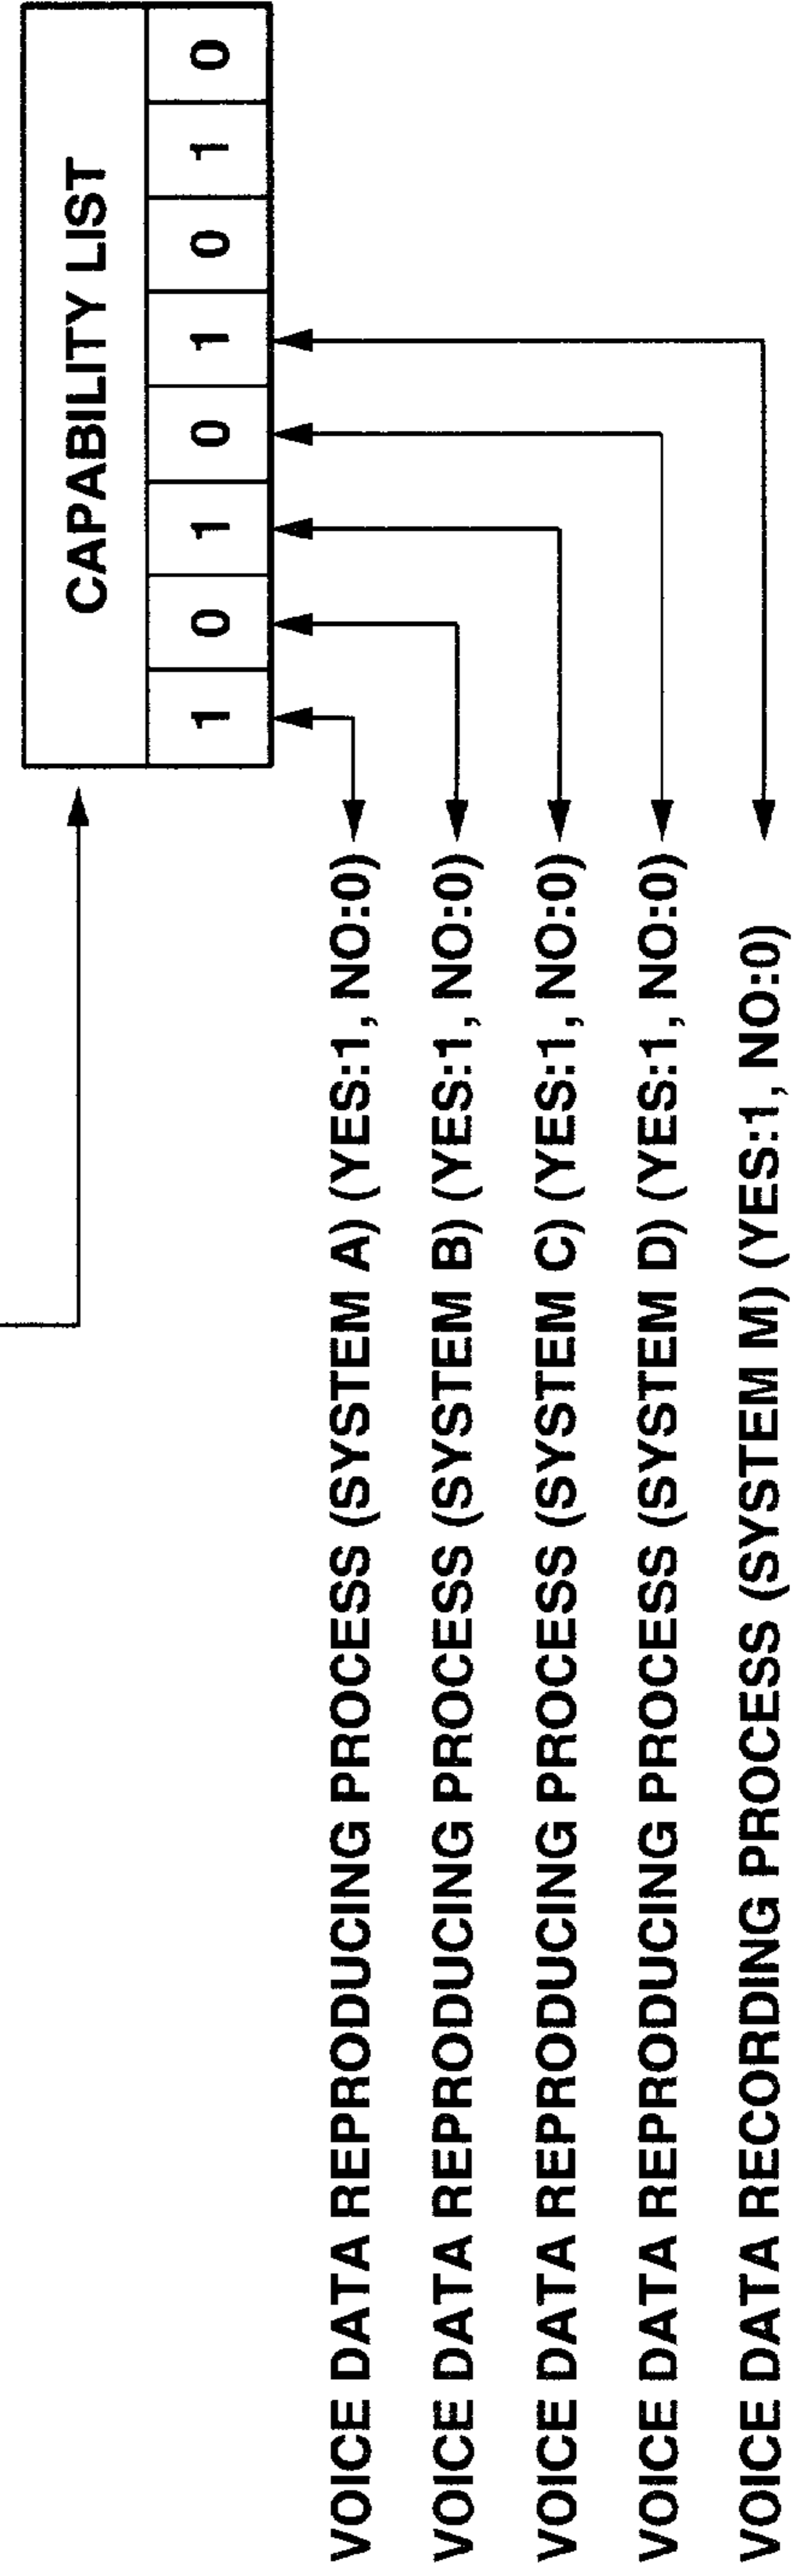 CAPABILITY LIST
1 0 1 0 1 0 1 0
VOICE DATA REPRODUCING PROCESS (SYSTEM A) (YES:1, NO:0)
VOICE DATA REPRODUCING PROCESS (SYSTEM B) (YES:1, NO:0)
VOICE DATA REPRODUCING PROCESS (SYSTEM C) (YES:1, NO:0)
VOICE DATA REPRODUCING PROCESS (SYSTEM D) (YES:1, NO:0)
VOICE DATA RECORDING PROCESS (SYSTEM M) (YES:1, NO:0)